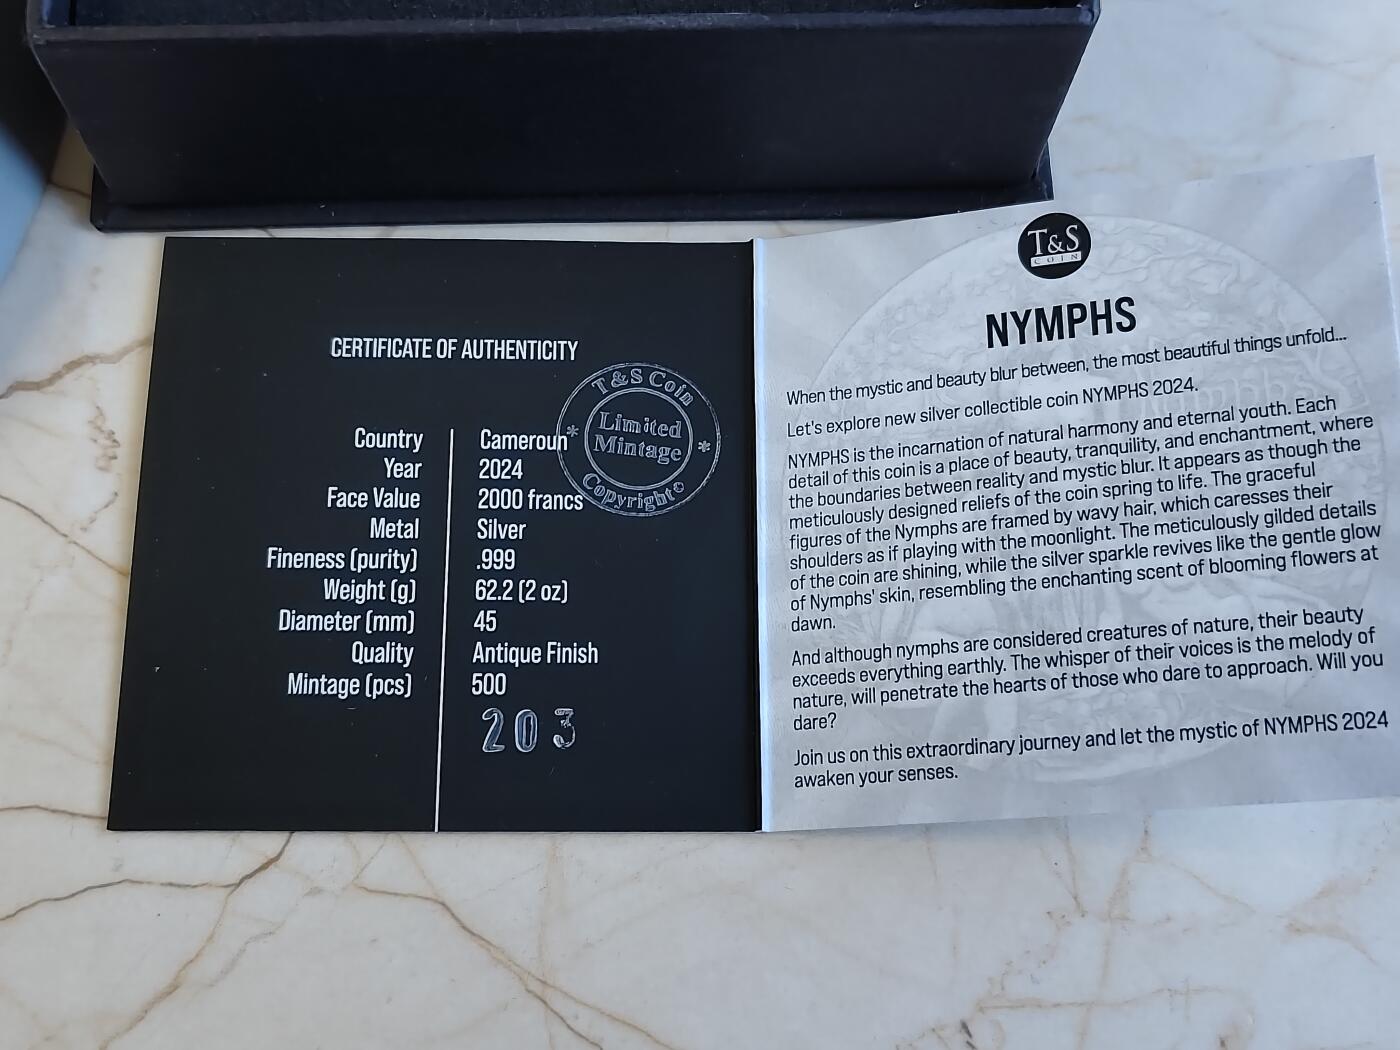 CERTIFICATE OF AUTHENTICITY
T&S Coin
Limited
Mintage
Copyright©
Country Cameroun
Year 2024
Face Value 2000 francs
Metal Silver
Fineness (purity) .999
Weight (g) 62.2 (2 oz)
Diameter (mm) 45
Quality Antique Finish
Mintage (pcs) 500
203
T&S
COIN
NYMPHS
When the mystic and beauty blur between, the most beautiful things unfold...
Let's explore new silver collectible coin NYMPHS 2024.
NYMPHS is the incarnation of natural harmony and eternal youth. Each
detail of this coin is a place of beauty, tranquility, and enchantment, where
the boundaries between reality and mystic blur. It appears as though the
meticulously designed reliefs of the coin spring to life. The graceful
figures of the Nymphs are framed by wavy hair, which caresses their
shoulders as if playing with the moonlight. The meticulously gilded details
of the coin are shining, while the silver sparkle revives like the gentle glow
of Nymphs' skin, resembling the enchanting scent of blooming flowers at
dawn.
And although nymphs are considered creatures of nature, their beauty
exceeds everything earthly. The whisper of their voices is the melody of
nature, will penetrate the hearts of those who dare to approach. Will you
dare?
Join us on this extraordinary journey and let the mystic of NYMPHS 2024
awaken your senses.